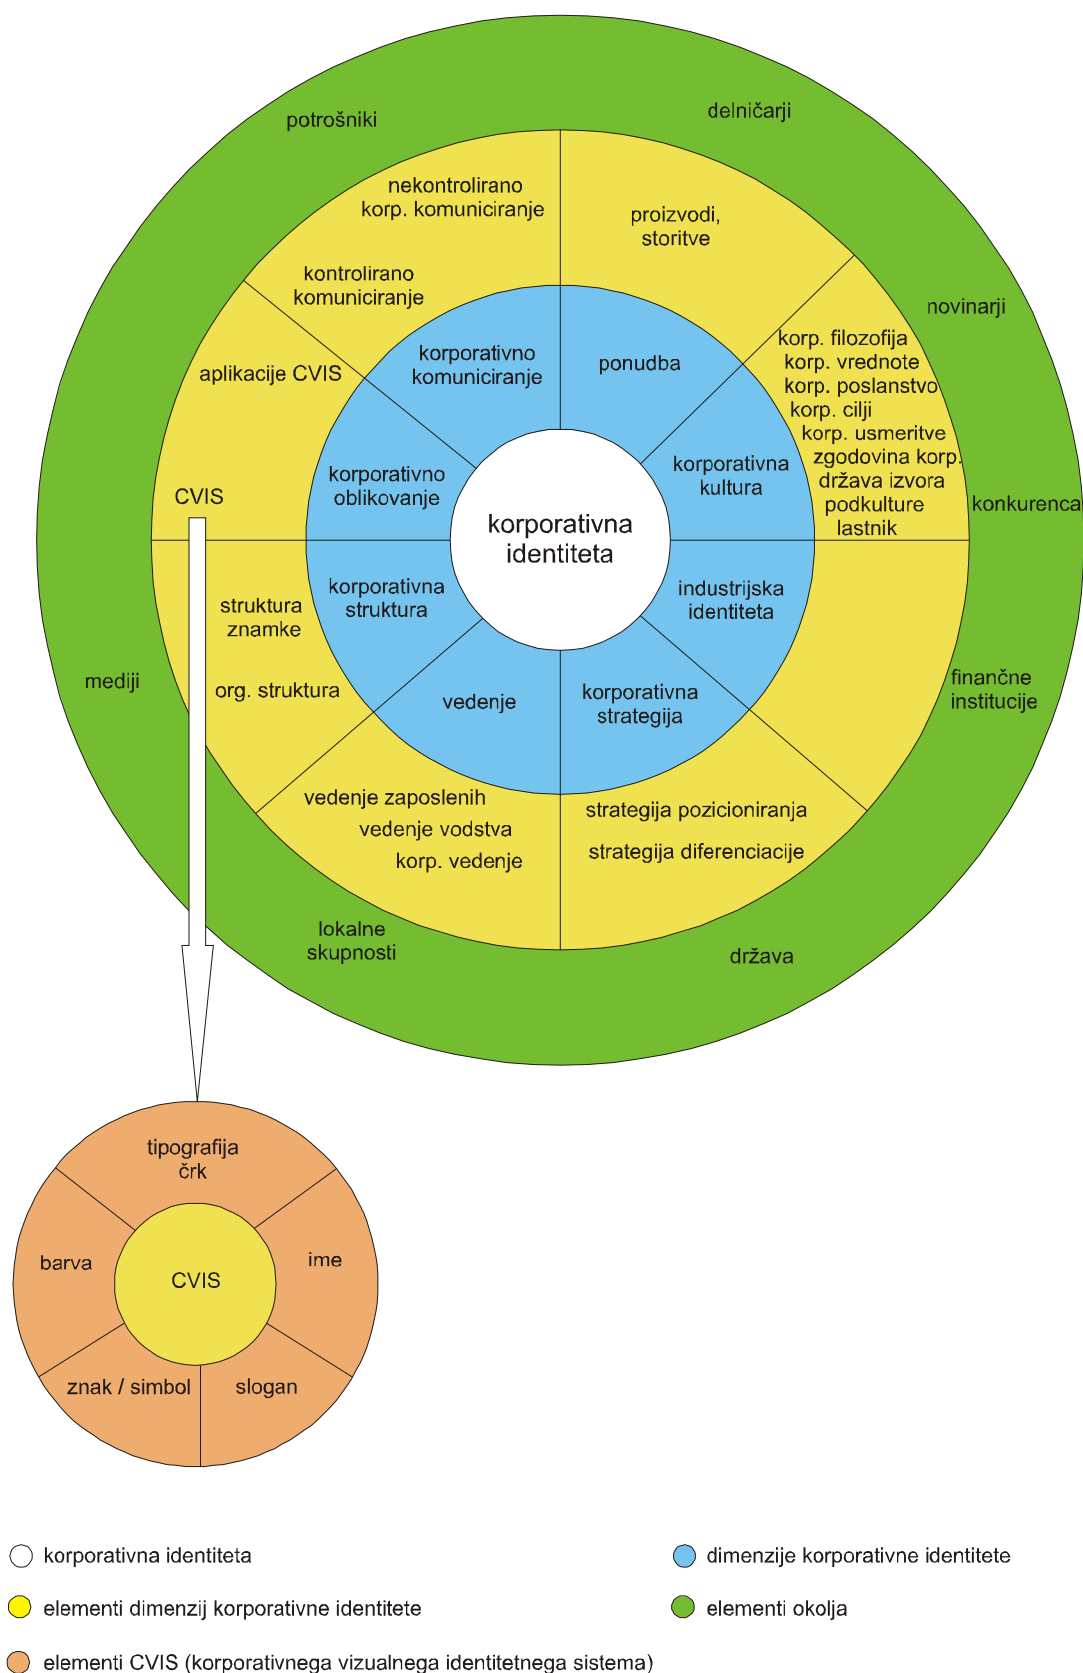 potrošniki
delničarji
nekontrolirano
korp. komuniciranje
proizvodi,
storitve
kontrolirano
komuniciranje
novinarji
korp. filozofija
korp. vrednote
korp. poslanstvo
korp. cilji
korp. usmeritve
zgodovina korp.
država izvora
podkulture
lastnik
korporativno
komuniciranje
ponudba
aplikacije CVIS
korporativno
oblikovanje
korporativna
kultura
CVIS
konkurenca
korporativna
identiteta
korporativna
struktura
industrijska
identiteta
struktura
znamke
org. struktura
mediji
vedenje
korporativna
strategija
finančne
institucije
vedenje zaposlenih
vedenje vodstva
korp. vedenje
strategija pozicioniranja
strategija diferenciacije
lokalne
skupnosti
država
tipografija
črk
barva
CVIS
ime
znak / simbol
slogan
korporativna identiteta
dimenzije korporativne identitete
elementi dimenzij korporativne identitete
elementi okolja
elementi CVIS (korporativnega vizualnega identitetnega sistema)